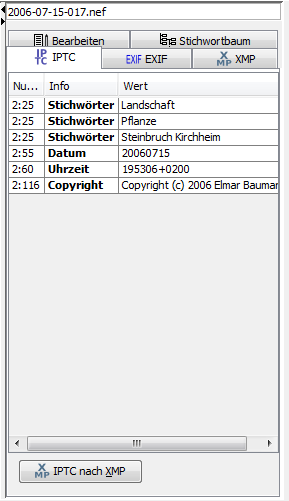 2006-07-15-017.nef
Bearbeiten Stichwortbaum
IPTC EXIF EXIF XMP XMP
Nu... Info Wert
2:25 Stichwörter Landschaft
2:25 Stichwörter Pflanze
2:25 Stichwörter Steinbruch Kirchheim
2:55 Datum 20060715
2:60 Uhrzeit 195306+0200
2:116 Copyright Copyright (c) 2006 Elmar Bauman
XMP IPTC nach XMP